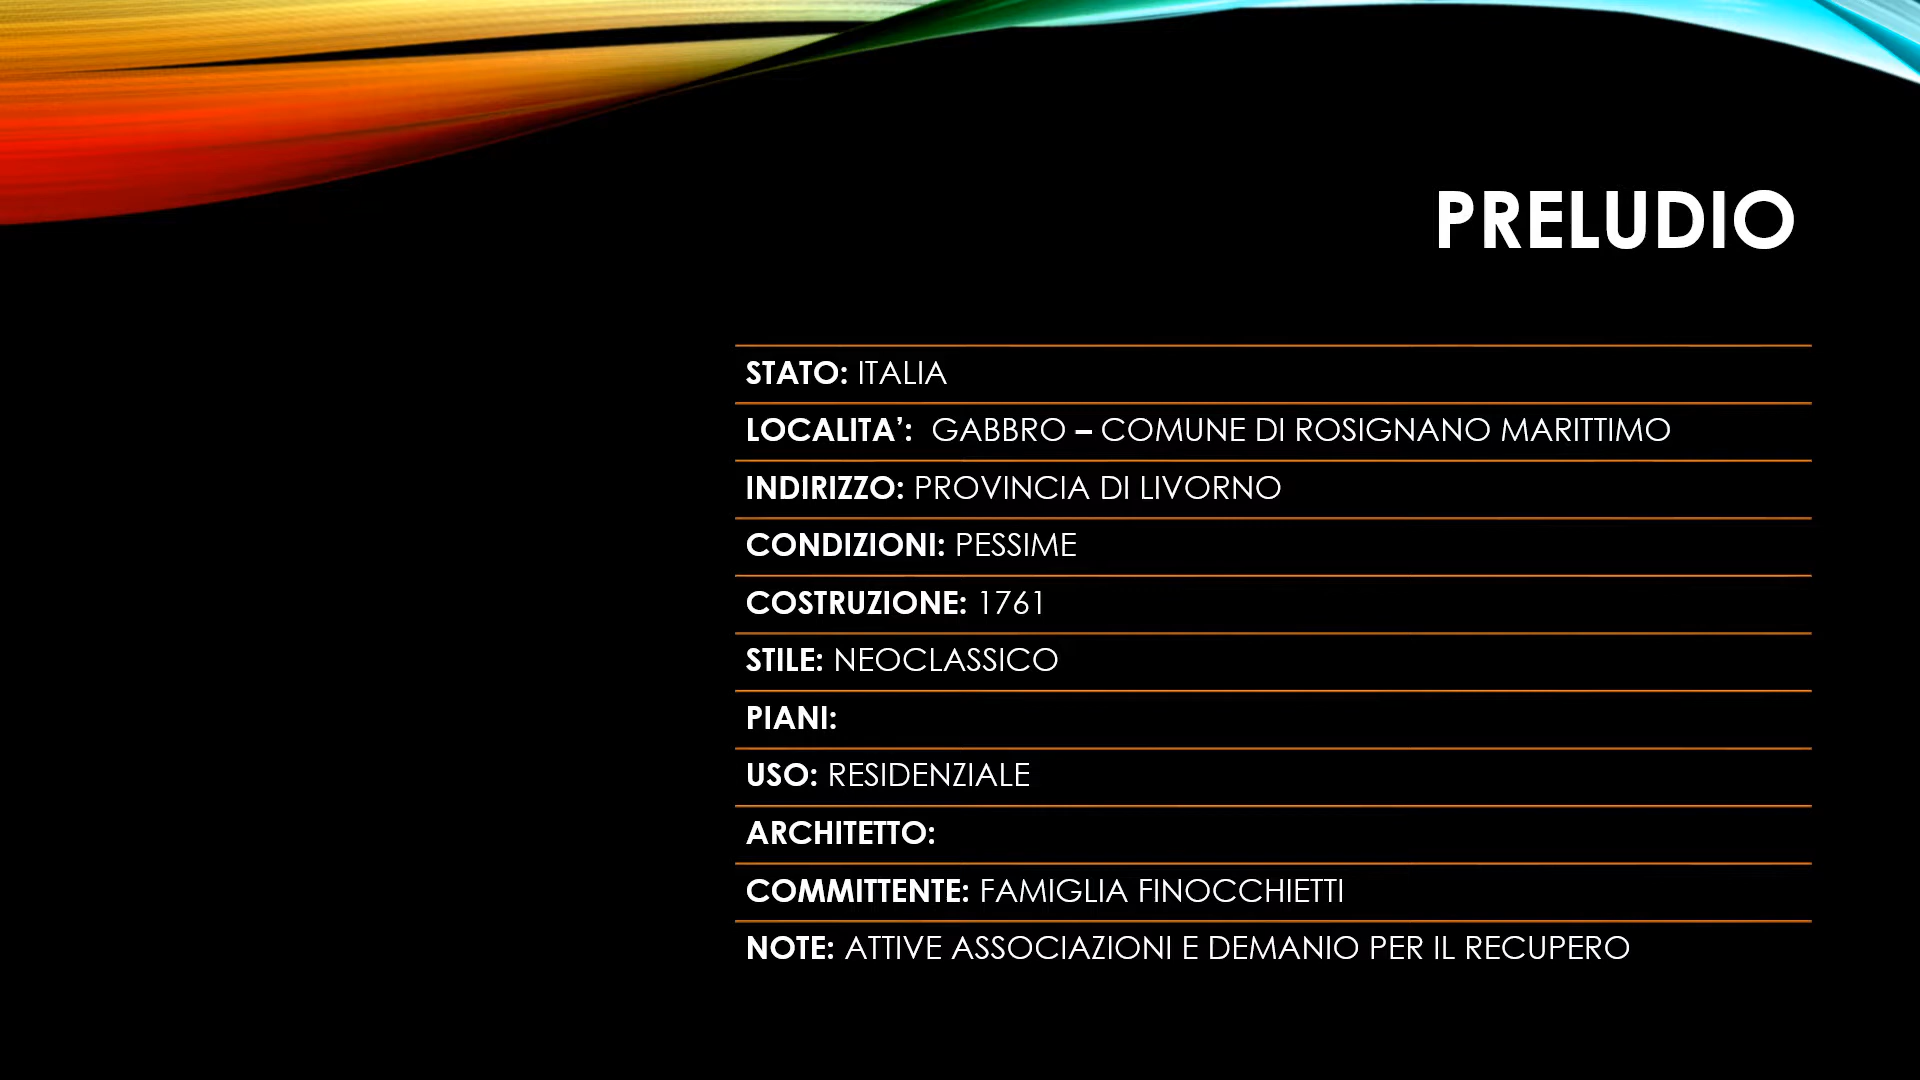 PRELUDIO
STATO: ITALIA
LOCALITA’: GABBRO – COMUNE DI ROSIGNANO MARITTIMO
INDIRIZZO: PROVINCIA DI LIVORNO
CONDIZIONI: PESSIME
COSTRUZIONE: 1761
STILE: NEOCLASSICO
PIANI:
USO: RESIDENZIALE
ARCHITETTO:
COMMITTENTE: FAMIGLIA FINOCCHIETTI
NOTE: ATTIVE ASSOCIAZIONI E DEMANIO PER IL RECUPERO